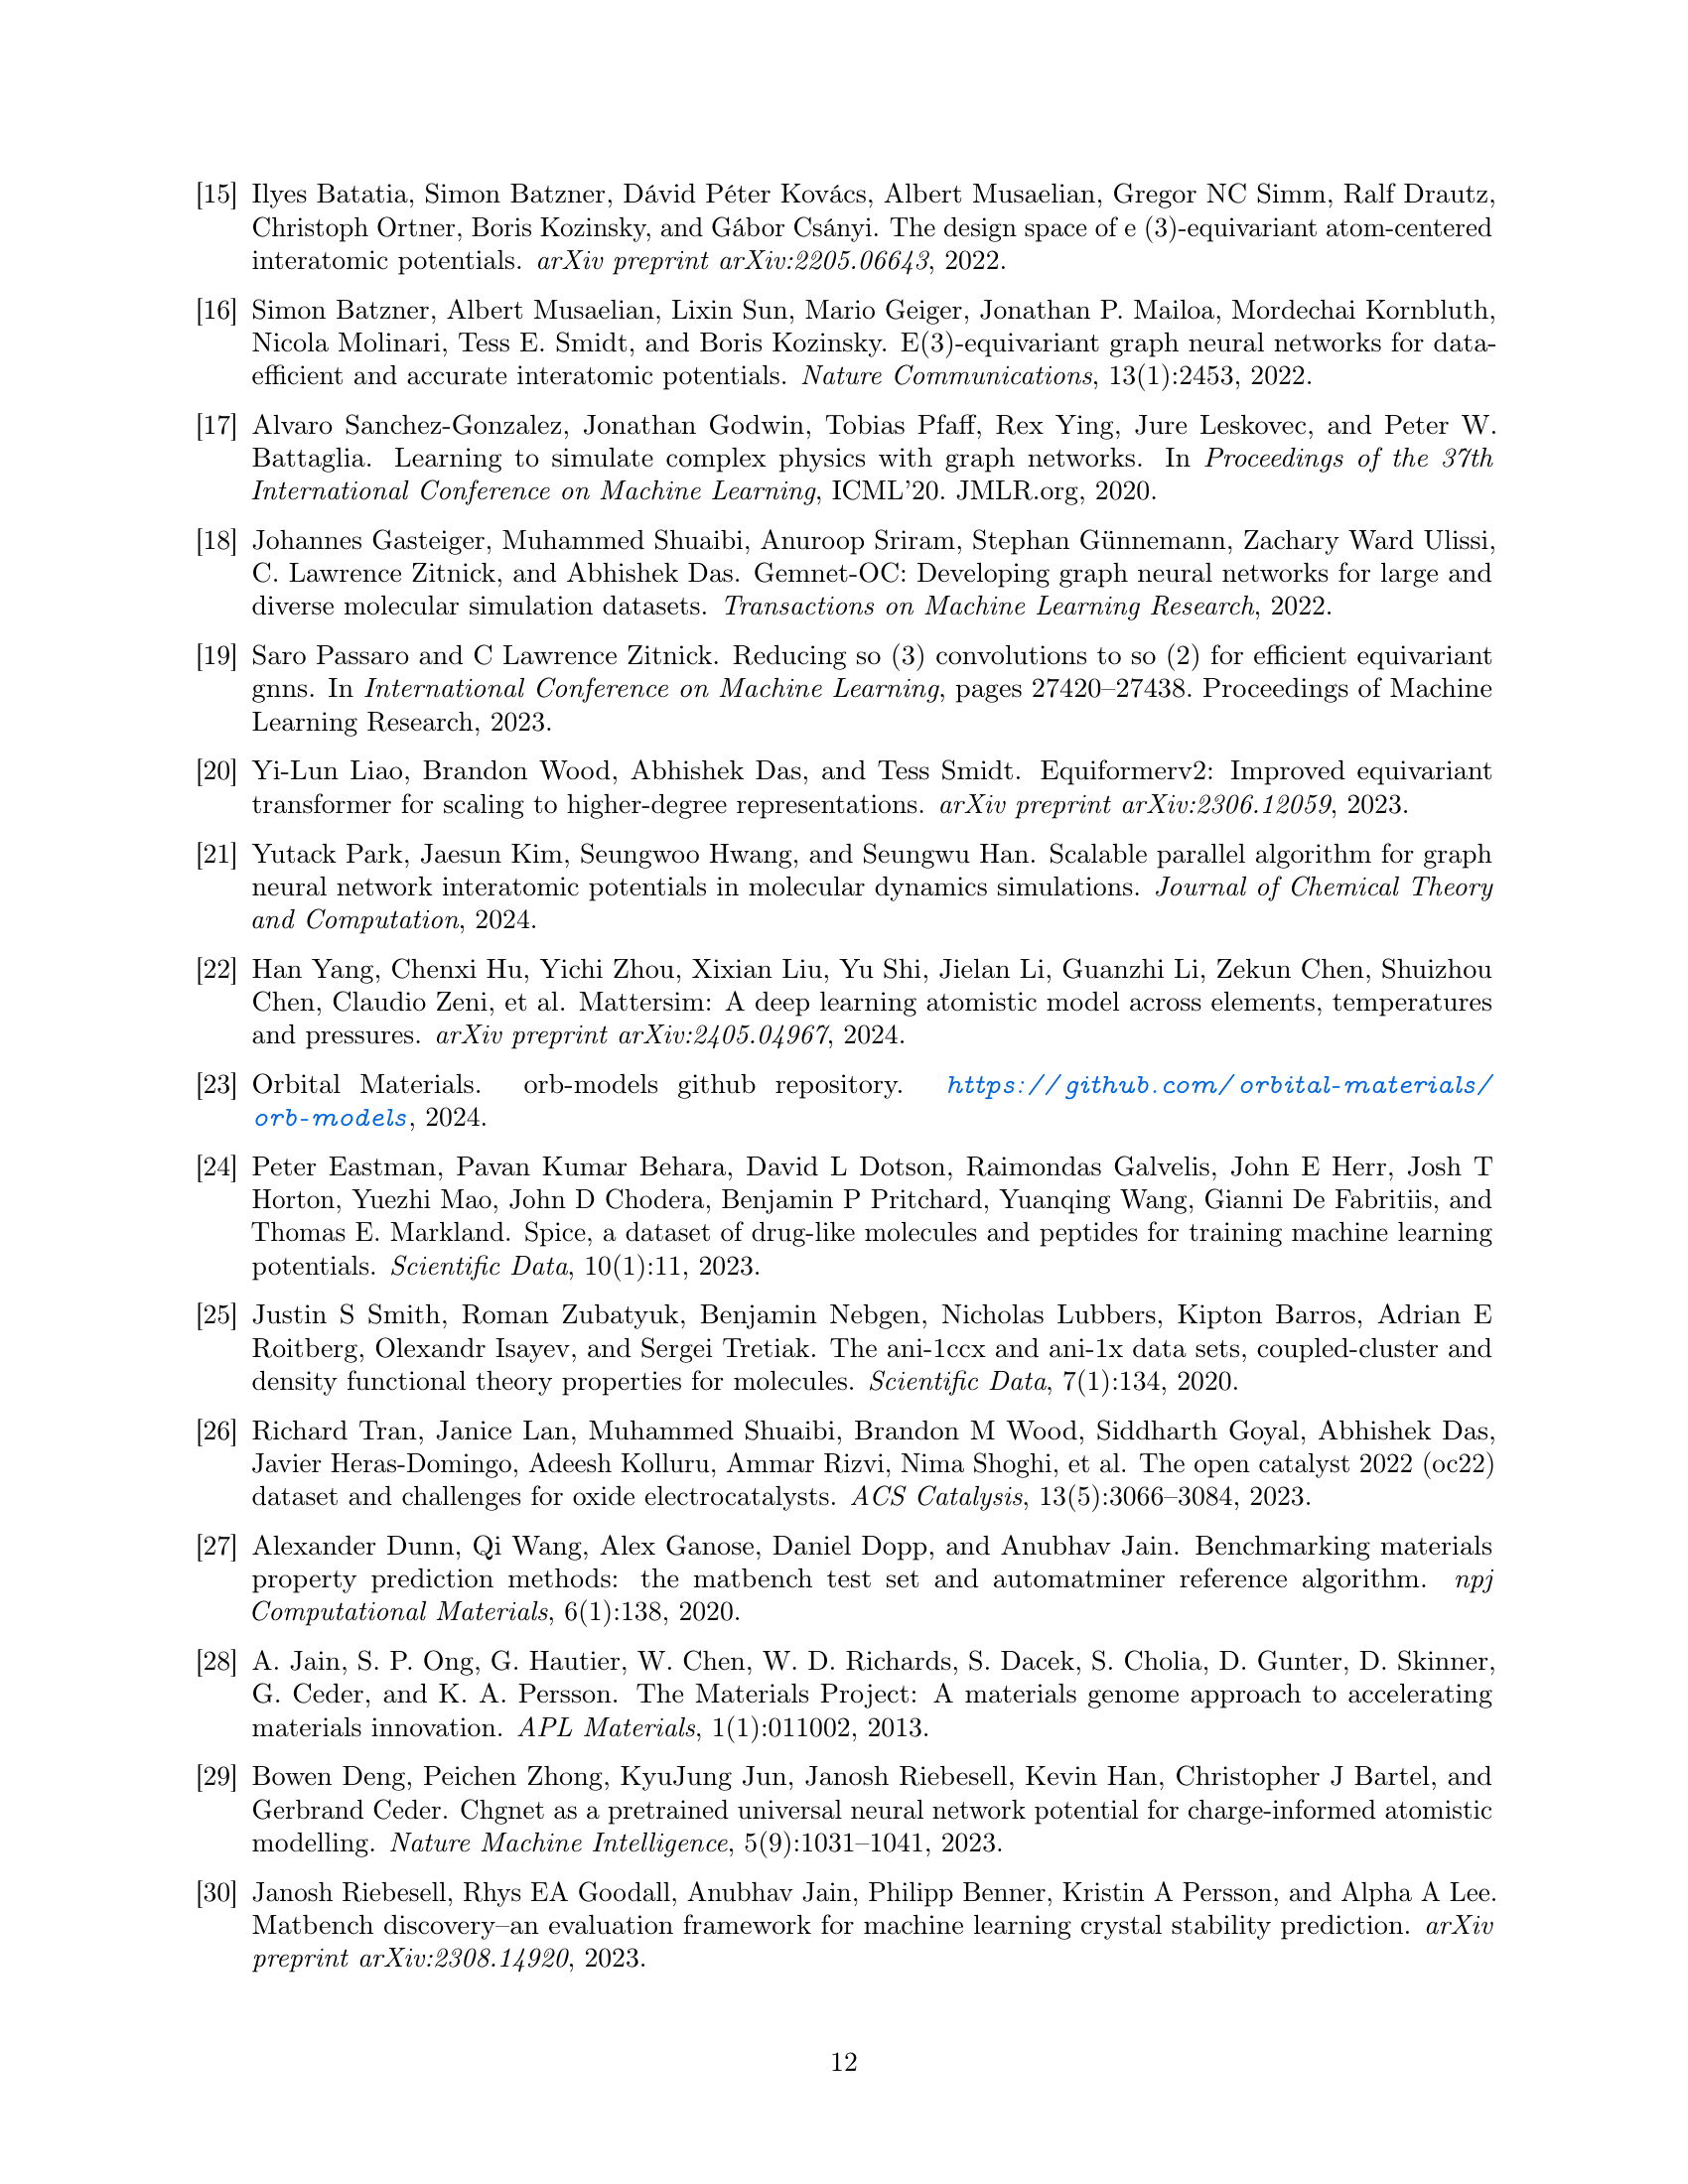 [15] Ilyes Batatia, Simon Batzner, Dávid Péter Kovács, Albert Musaelian, Gregor NC Simm, Ralf Drautz,
Christoph Ortner, Boris Kozinsky, and Gábor Csányi. The design space of e (3)-equivariant atom-centered
interatomic potentials. arXiv preprint arXiv:2205.06643, 2022.
[16] Simon Batzner, Albert Musaelian, Lixin Sun, Mario Geiger, Jonathan P. Mailoa, Mordechai Kornbluth,
Nicola Molinari, Tess E. Smidt, and Boris Kozinsky. E(3)-equivariant graph neural networks for data-
efficient and accurate interatomic potentials. Nature Communications, 13(1):2453, 2022.
[17] Alvaro Sanchez-Gonzalez, Jonathan Godwin, Tobias Pfaff, Rex Ying, Jure Leskovec, and Peter W.
Battaglia. Learning to simulate complex physics with graph networks. In Proceedings of the 37th
International Conference on Machine Learning, ICML'20. JMLR.org, 2020.
[18] Johannes Gasteiger, Muhammed Shuaibi, Anuroop Sriram, Stephan Günnemann, Zachary Ward Ulissi,
C. Lawrence Zitnick, and Abhishek Das. Gemnet-OC: Developing graph neural networks for large and
diverse molecular simulation datasets. Transactions on Machine Learning Research, 2022.
[19] Saro Passaro and C Lawrence Zitnick. Reducing so (3) convolutions to so (2) for efficient equivariant
gnns. In International Conference on Machine Learning, pages 27420–27438. Proceedings of Machine
Learning Research, 2023.
[20] Yi-Lun Liao, Brandon Wood, Abhishek Das, and Tess Smidt. Equiformerv2: Improved equivariant
transformer for scaling to higher-degree representations. arXiv preprint arXiv:2306.12059, 2023.
[21] Yutack Park, Jaesun Kim, Seungwoo Hwang, and Seungwu Han. Scalable parallel algorithm for graph
neural network interatomic potentials in molecular dynamics simulations. Journal of Chemical Theory
and Computation, 2024.
[22] Han Yang, Chenxi Hu, Yichi Zhou, Xixian Liu, Yu Shi, Jielan Li, Guanzhi Li, Zekun Chen, Shuizhou
Chen, Claudio Zeni, et al. Mattersim: A deep learning atomistic model across elements, temperatures
and pressures. arXiv preprint arXiv:2405.04967, 2024.
[23] Orbital Materials. orb-models github repository. https://github.com/orbital-materials/
orb-models, 2024.
[24] Peter Eastman, Pavan Kumar Behara, David L Dotson, Raimondas Galvelis, John E Herr, Josh T
Horton, Yuezhi Mao, John D Chodera, Benjamin P Pritchard, Yuanqing Wang, Gianni De Fabritiis, and
Thomas E. Markland. Spice, a dataset of drug-like molecules and peptides for training machine learning
potentials. Scientific Data, 10(1):11, 2023.
[25] Justin S Smith, Roman Zubatyuk, Benjamin Nebgen, Nicholas Lubbers, Kipton Barros, Adrian E
Roitberg, Olexandr Isayev, and Sergei Tretiak. The ani-1ccx and ani-1x data sets, coupled-cluster and
density functional theory properties for molecules. Scientific Data, 7(1):134, 2020.
[26] Richard Tran, Janice Lan, Muhammed Shuaibi, Brandon M Wood, Siddharth Goyal, Abhishek Das,
Javier Heras-Domingo, Adeesh Kolluru, Ammar Rizvi, Nima Shoghi, et al. The open catalyst 2022 (oc22)
dataset and challenges for oxide electrocatalysts. ACS Catalysis, 13(5):3066–3084, 2023.
[27] Alexander Dunn, Qi Wang, Alex Ganose, Daniel Dopp, and Anubhav Jain. Benchmarking materials
property prediction methods: the matbench test set and automatminer reference algorithm. npj
Computational Materials, 6(1):138, 2020.
[28] A. Jain, S. P. Ong, G. Hautier, W. Chen, W. D. Richards, S. Dacek, S. Cholia, D. Gunter, D. Skinner,
G. Ceder, and K. A. Persson. The Materials Project: A materials genome approach to accelerating
materials innovation. APL Materials, 1(1):011002, 2013.
[29] Bowen Deng, Peichen Zhong, KyuJung Jun, Janosh Riebesell, Kevin Han, Christopher J Bartel, and
Gerbrand Ceder. Chgnet as a pretrained universal neural network potential for charge-informed atomistic
modelling. Nature Machine Intelligence, 5(9):1031–1041, 2023.
[30] Janosh Riebesell, Rhys EA Goodall, Anubhav Jain, Philipp Benner, Kristin A Persson, and Alpha A Lee.
Matbench discovery–an evaluation framework for machine learning crystal stability prediction. arXiv
preprint arXiv:2308.14920, 2023.
12